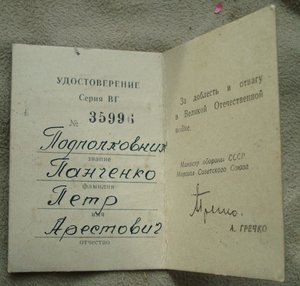 УДОСТОВЕРЕНИЕ
Серия ВГ
№ 35996
Подполковник
звание
Панченко
фамилия
Петр
имя
Арестович
отчество
За доблесть и отвагу
в Великой Отечественной
войне.
Министр обороны СССР
Маршал Советского Союза
А. ГРЕЧКО